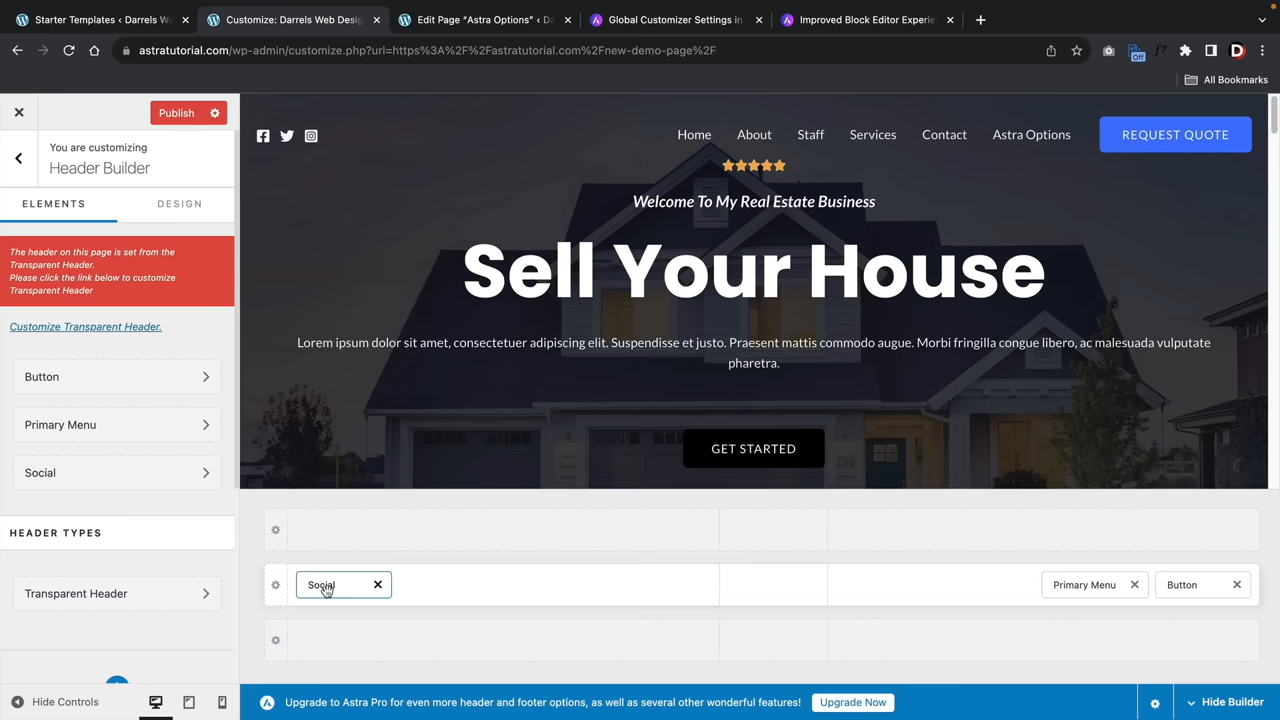 Starter Templates ‹ Darrels We
Customize: Darrels Web Desig
Edit Page “Astra Options” ‹ Da
Global Customizer Settings in
Improved Block Editor Experie
astratutorial.com/wp-admin/customize.php?url=https%3A%2F%2Fastratutorial.com%2Fnew-demo-page%2F
Off
f?
D
All Bookmarks
Publish
You are customizing
Header Builder
ELEMENTS
DESIGN
The header on this page is set from the
Transparent Header.
Please click the link below to customize
Transparent Header
Customize Transparent Header.
Button
Primary Menu
Social
HEADER TYPES
Transparent Header
Hide Controls
Home
About
Staff
Services
Contact
Astra Options
REQUEST QUOTE
Welcome To My Real Estate Business
Sell Your House
Lorem ipsum dolor sit amet, consectetuer adipiscing elit. Suspendisse et justo. Praesent mattis commodo augue. Morbi fringilla congue libero, ac malesuada vulputate
pharetra.
GET STARTED
Social
Primary Menu
Button
Upgrade to Astra Pro for even more header and footer options, as well as several other wonderful features!
Upgrade Now
Hide Builder